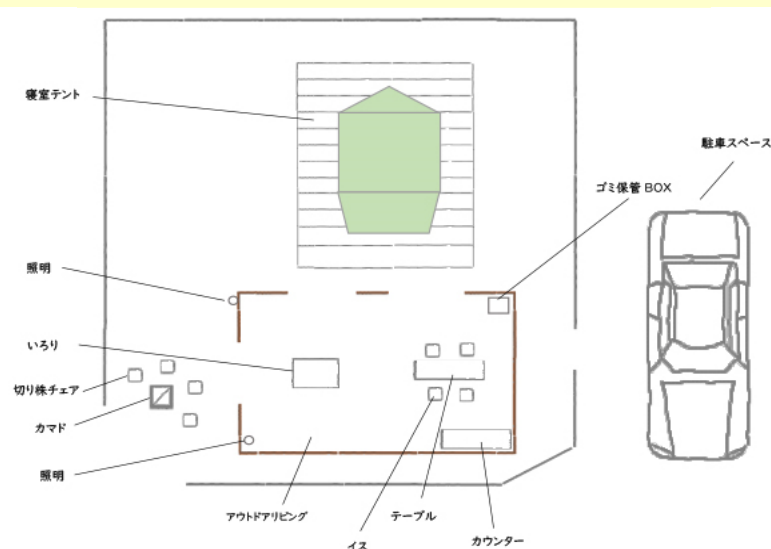 寝室テント
駐車スペース
ゴミ保管 BOX
照明
いろり
切り株チェア
カマド
照明
アウトドアリビング
イス
テーブル
カウンター